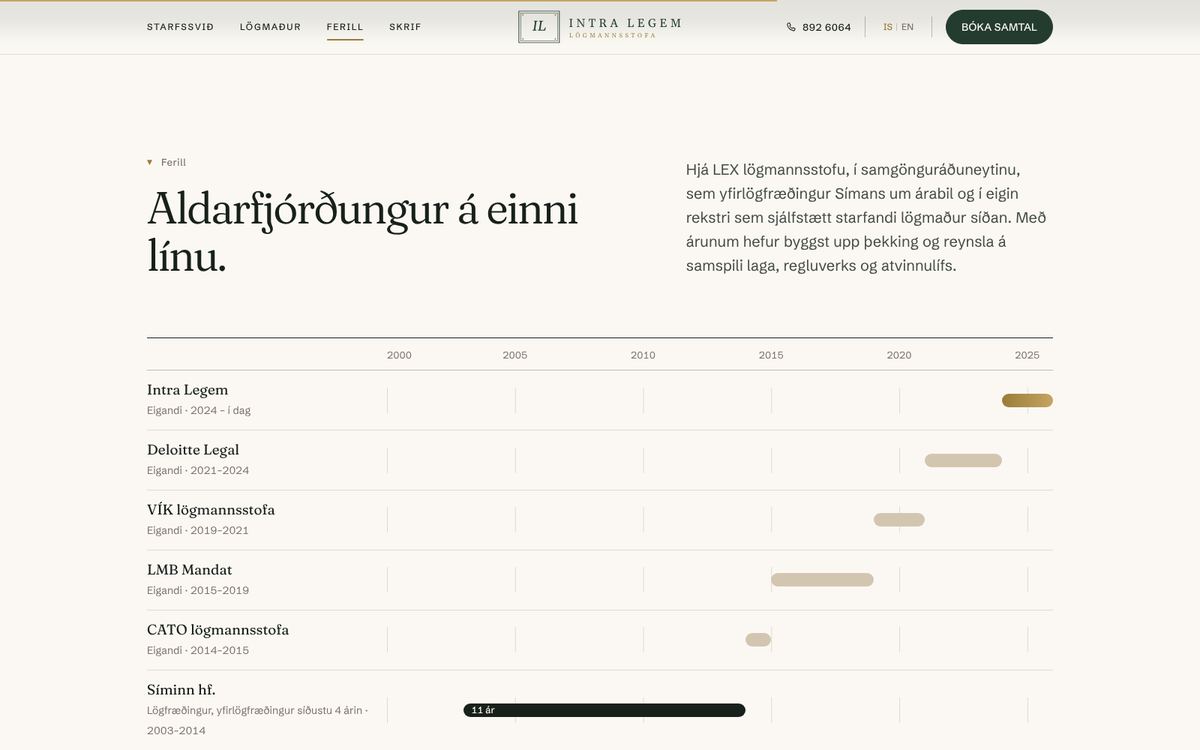 STARFSSVIÐ LÖGMAÐUR FERILL SKRIF
IL
INTRA LEGEM
LÖGMANNSSTOFA
892 6064
IS | EN
BÓKA SAMTAL
▼ Ferill
Aldarfjórðungur á einni
línu.
Hjá LEX lögmannsstofu, í samgönguráðuneytinu,
sem yfirlögfræðingur Símans um árabil og í eigin
rekstri sem sjálfstætt starfandi lögmaður síðan. Með
árunum hefur byggst upp þekking og reynsla á
samspili laga, regluverks og atvinnulífs.
2000 2005 2010 2015 2020 2025
Intra Legem
Eigandi · 2024 – í dag
Deloitte Legal
Eigandi · 2021–2024
VÍK lögmannsstofa
Eigandi · 2019–2021
LMB Mandat
Eigandi · 2015–2019
CATO lögmannsstofa
Eigandi · 2014–2015
Síminn hf.
Lögfræðingur, yfirlögfræðingur síðustu 4 árin ·
2003–2014
11 ár